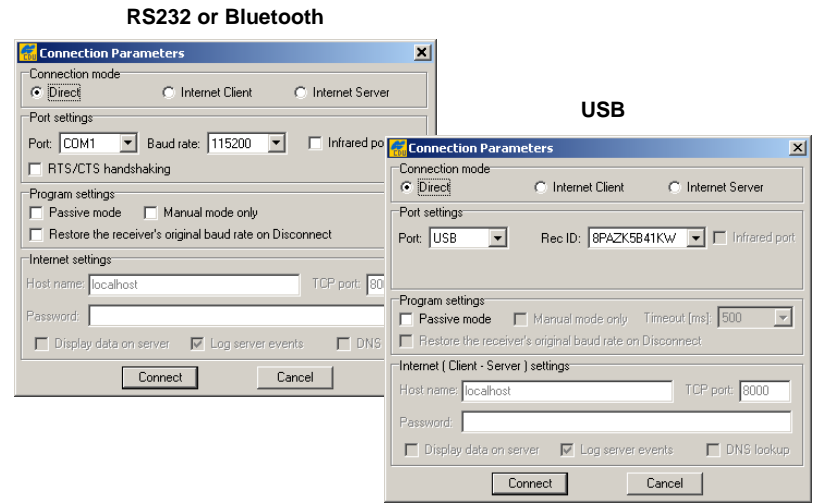 RS232 or Bluetooth
Connection Parameters
Connection mode
Direct Internet Client Internet Server
Port settings
Port: COM1 Baud rate: 115200 Infrared po
RTS/CTS handshaking
Program settings
Passive mode Manual mode only
Restore the receiver's original baud rate on Disconnect
Internet settings
Host name: localhost TCP port: 80
Password:
Display data on server Log server events DNS
Connect Cancel
USB
Connection Parameters
Connection mode
Direct Internet Client Internet Server
Port settings
Port: USB Rec ID: 8PAZK5B41KW Infrared port
Program settings
Passive mode Manual mode only Timeout [ms]: 500
Restore the receiver's original baud rate on Disconnect
Internet ( Client - Server ) settings
Host name: localhost TCP port: 8000
Password:
Display data on server Log server events DNS lookup
Connect Cancel